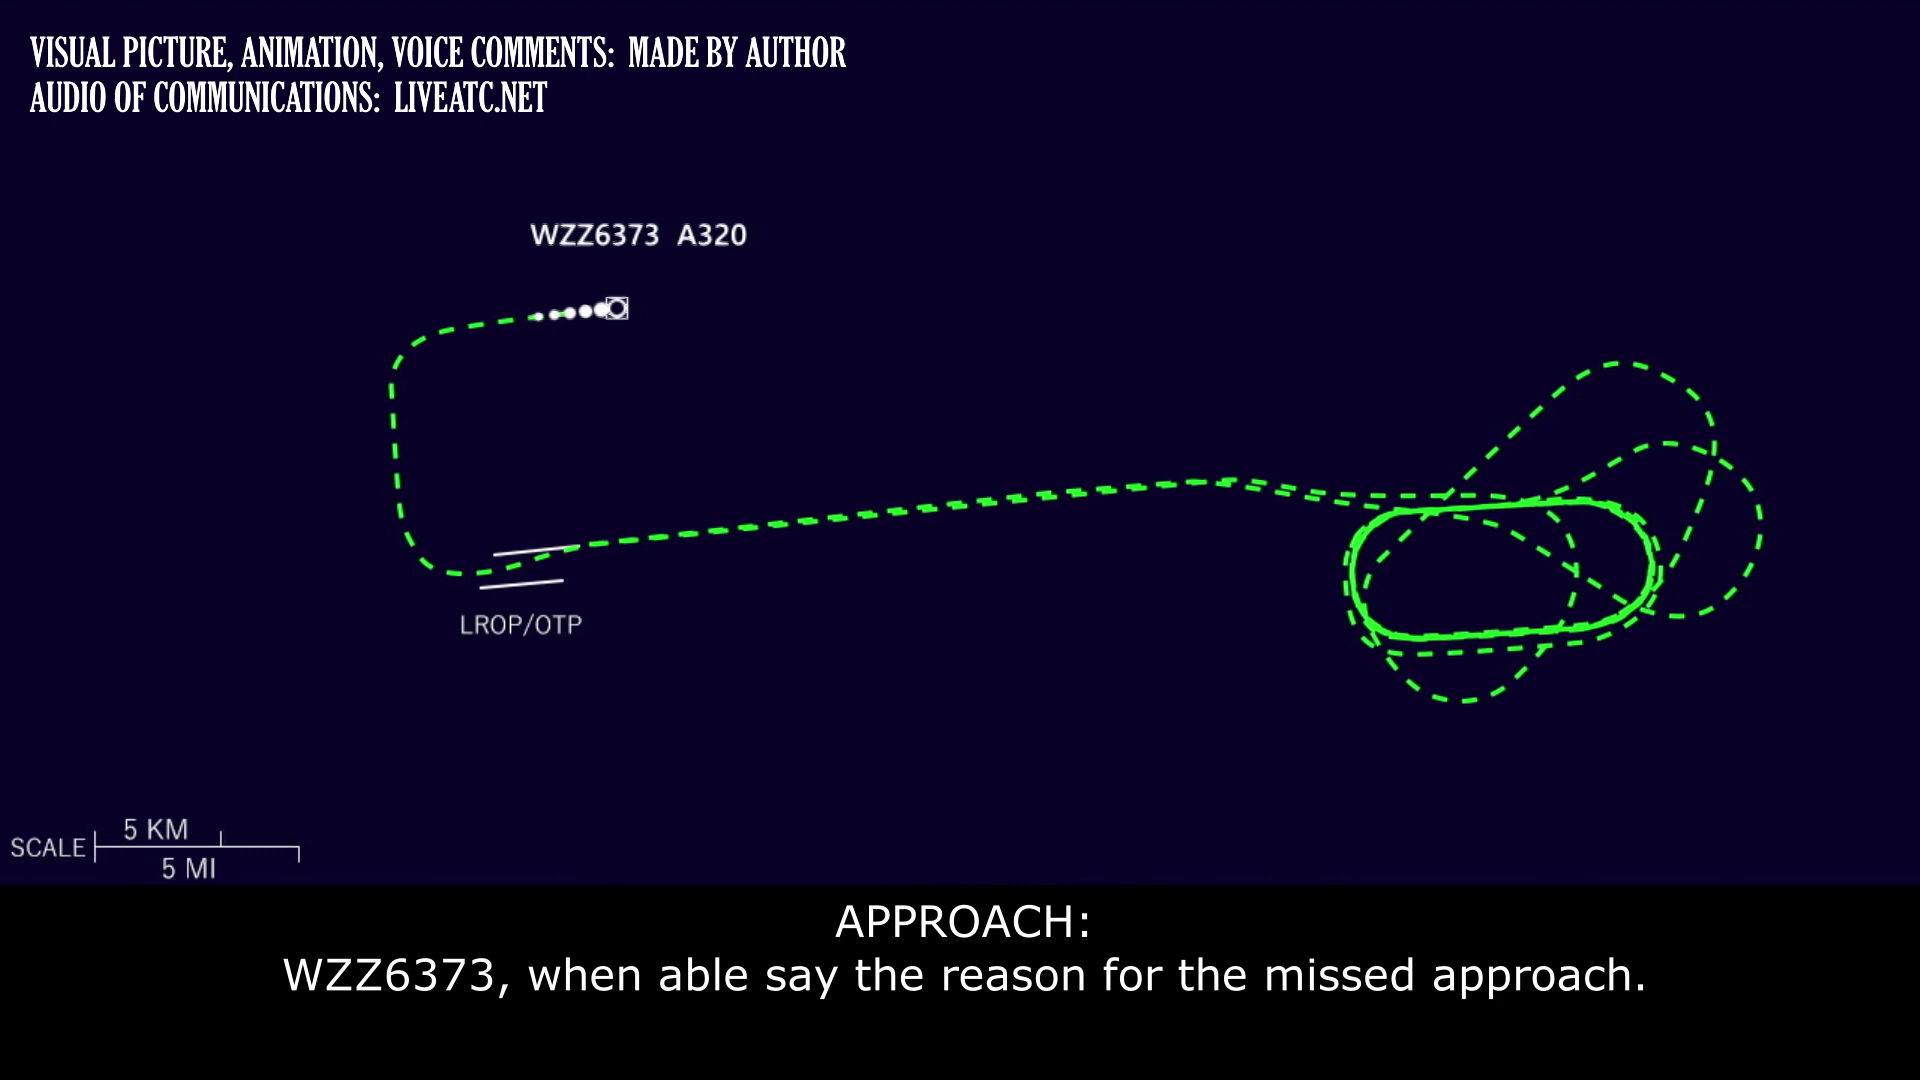 VISUAL PICTURE, ANIMATION, VOICE COMMENTS: MADE BY AUTHOR
AUDIO OF COMMUNICATIONS: LIVEATC.NET
WZZ6373 A320
LROP/OTP
5 KM
SCALE
5 MI
APPROACH:
WZZ6373, when able say the reason for the missed approach.